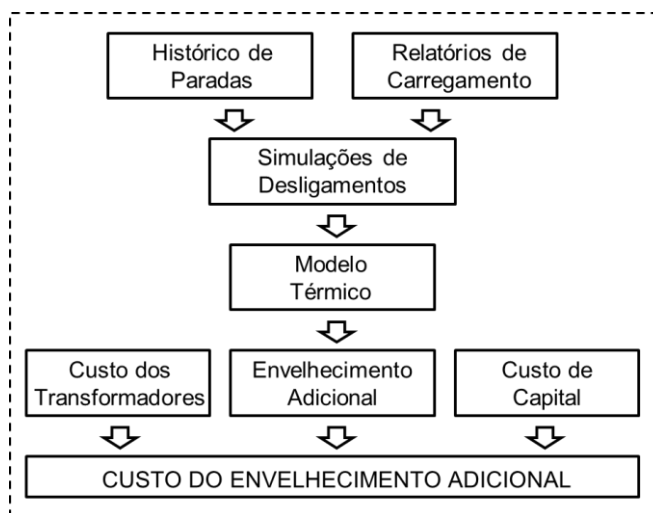 Histórico de
Paradas
Relatórios de
Carregamento
Simulações de
Desligamentos
Modelo
Térmico
Custo dos
Transformadores
Envelhecimento
Adicional
Custo de
Capital
CUSTO DO ENVELHECIMENTO ADICIONAL